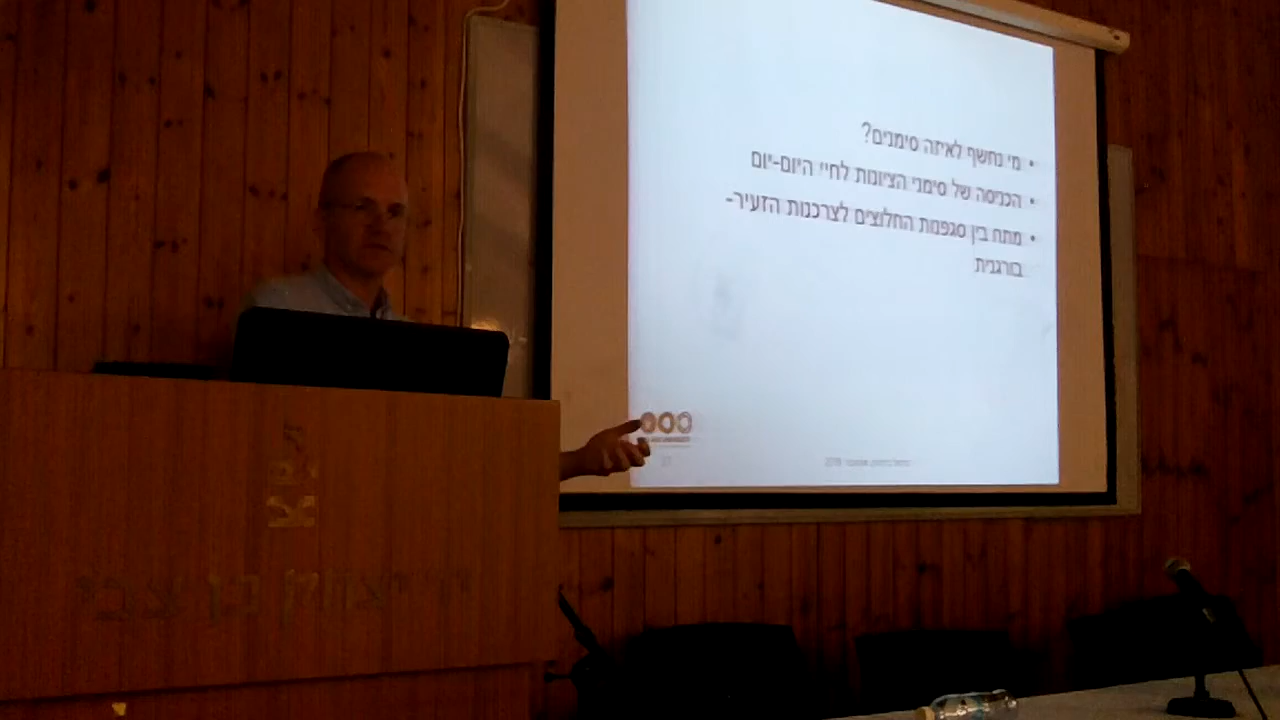 • מי נחשף לאיזה סימנים?
• הכניסה של סימני הציונות לחיי היום-יום
• מתח בין סגפנות החלוצים לצרכנות הזעיר-
בורגנית
יד יצחק בן צבי